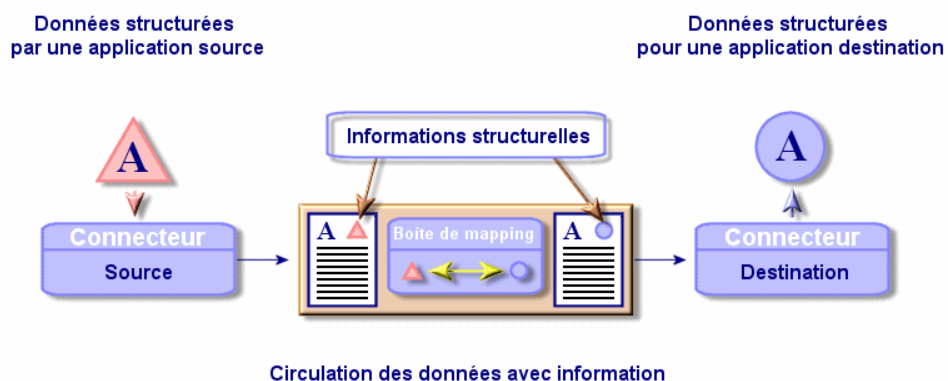 Données structurées
par une application source
Données structurées
pour une application destination
Informations structurelles
A
A
Connecteur
Source
A
Boîte de mapping
A
Connecteur
Destination
Circulation des données avec information